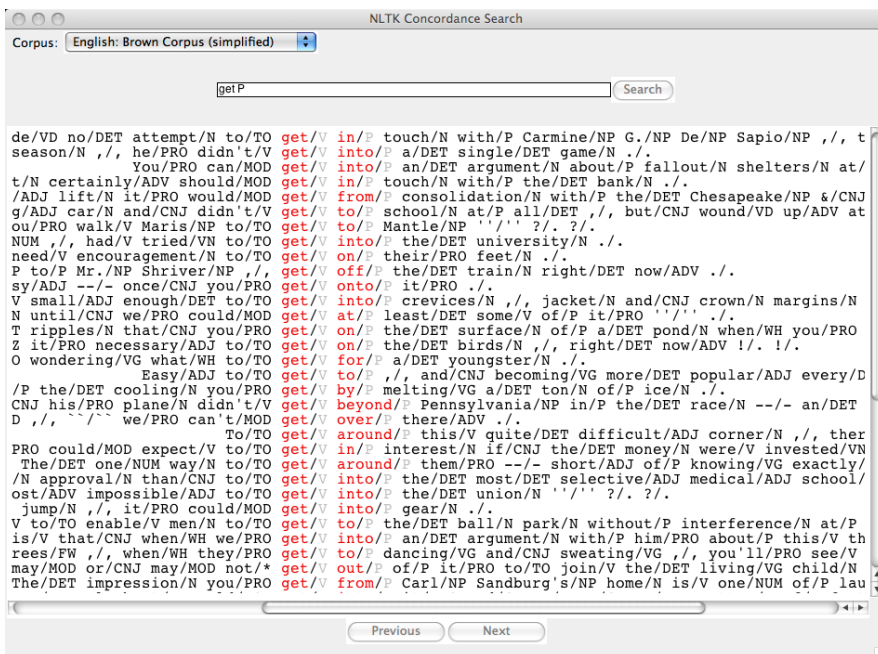 NLTK Concordance Search
Corpus: English: Brown Corpus (simplified)
get P
Search
de/VD no/DET attempt/N to/TO get/V in/P touch/N with/P Carmine/NP G./NP De/NP Sapio/NP ,/, t
season/N ,/, he/PRO didn't/V get/V into/P a/DET single/DET game/N ./.
You/PRO can/MOD get/V into/P an/DET argument/N about/P fallout/N shelters/N at/
t/N certainly/ADV should/MOD get/V in/P touch/N with/P the/DET bank/N ./.
/ADJ lift/N it/PRO would/MOD get/V from/P consolidation/N with/P the/DET Chesapeake/NP &/CNJ
g/ADJ car/N and/CNJ didn't/V get/V to/P school/N at/P all/DET ,/, but/CNJ wound/VD up/ADV at
ou/PRO walk/V Maris/NP to/TO get/V to/P Mantle/NP ''/'' ?/. ?/.
NUM ,/, had/V tried/VN to/TO get/V into/P the/DET university/N ./.
need/V encouragement/N to/TO get/V on/P their/PRO feet/N ./.
P to/P Mr./NP Shriver/NP ,/, get/V off/P the/DET train/N right/DET now/ADV ./.
sy/ADJ --/- once/CNJ you/PRO get/V onto/P it/PRO ./.
V small/ADJ enough/DET to/TO get/V into/P crevices/N ,/, jacket/N and/CNJ crown/N margins/N
N until/CNJ we/PRO could/MOD get/V at/P least/DET some/V of/P it/PRO ''/'' ./.
T ripples/N that/CNJ you/PRO get/V on/P the/DET surface/N of/P a/DET pond/N when/WH you/PRO
Z it/PRO necessary/ADJ to/TO get/V on/P the/DET birds/N ,/, right/DET now/ADV !/. !/.
O wondering/VG what/WH to/TO get/V for/P a/DET youngster/N ./.
Easy/ADJ to/TO get/V to/P ,/, and/CNJ becoming/VG more/DET popular/ADJ every/D
/P the/DET cooling/N you/PRO get/V by/P melting/VG a/DET ton/N of/P ice/N ./.
CNJ his/PRO plane/N didn't/V get/V beyond/P Pennsylvania/NP in/P the/DET race/N --/- an/DET
D ,/, ``/`` we/PRO can't/MOD get/V over/P there/ADV ./.
To/TO get/V around/P this/V quite/DET difficult/ADJ corner/N ,/, ther
PRO could/MOD expect/V to/TO get/V in/P interest/N if/CNJ the/DET money/N were/V invested/VN
The/DET one/NUM way/N to/TO get/V around/P them/PRO --/- short/ADJ of/P knowing/VG exactly/
/N approval/N than/CNJ to/TO get/V into/P the/DET most/DET selective/ADJ medical/ADJ school/
ost/ADV impossible/ADJ to/TO get/V into/P the/DET union/N ''/'' ?/. ?/.
jump/N ,/, it/PRO could/MOD get/V into/P gear/N ./.
V to/TO enable/V men/N to/TO get/V to/P the/DET ball/N park/N without/P interference/N at/P
is/V that/CNJ when/WH we/PRO get/V into/P an/DET argument/N with/P him/PRO about/P this/V th
rees/FW ,/, when/WH they/PRO get/V to/P dancing/VG and/CNJ sweating/VG ,/, you'll/PRO see/V
may/MOD or/CNJ may/MOD not/* get/V out/P of/P it/PRO to/TO join/V the/DET living/VG child/N
The/DET impression/N you/PRO get/V from/P Carl/NP Sandburg's/NP home/N is/V one/NUM of/P lau
Previous Next